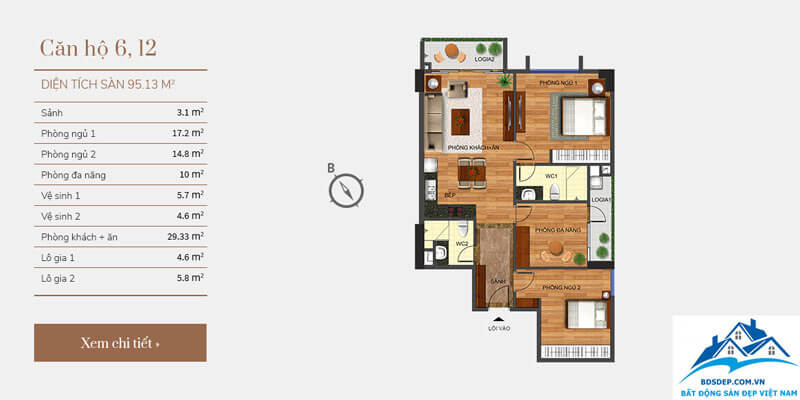 Căn hộ 6, 12
DIỆN TÍCH SÀN 95.13 M²
Sảnh 3.1 m²
Phòng ngủ 1 17.2 m²
Phòng ngủ 2 14.8 m²
Phòng đa năng 10 m²
Vệ sinh 1 5.7 m²
Vệ sinh 2 4.6 m²
Phòng khách + ăn 29.33 m²
Lô gia 1 4.6 m²
Lô gia 2 5.8 m²
Xem chi tiết
B
LOGIA2
PHÒNG NGỦ 1
PHÒNG KHÁCH+ĂN
WC1
BẾP
LOGIA1
PHÒNG ĐA NĂNG
WC2
SẢNH
PHÒNG NGỦ 2
LỐI VÀO
BDSDEP.COM.VN
BẤT ĐỘNG SẢN ĐẸP VIỆT NAM